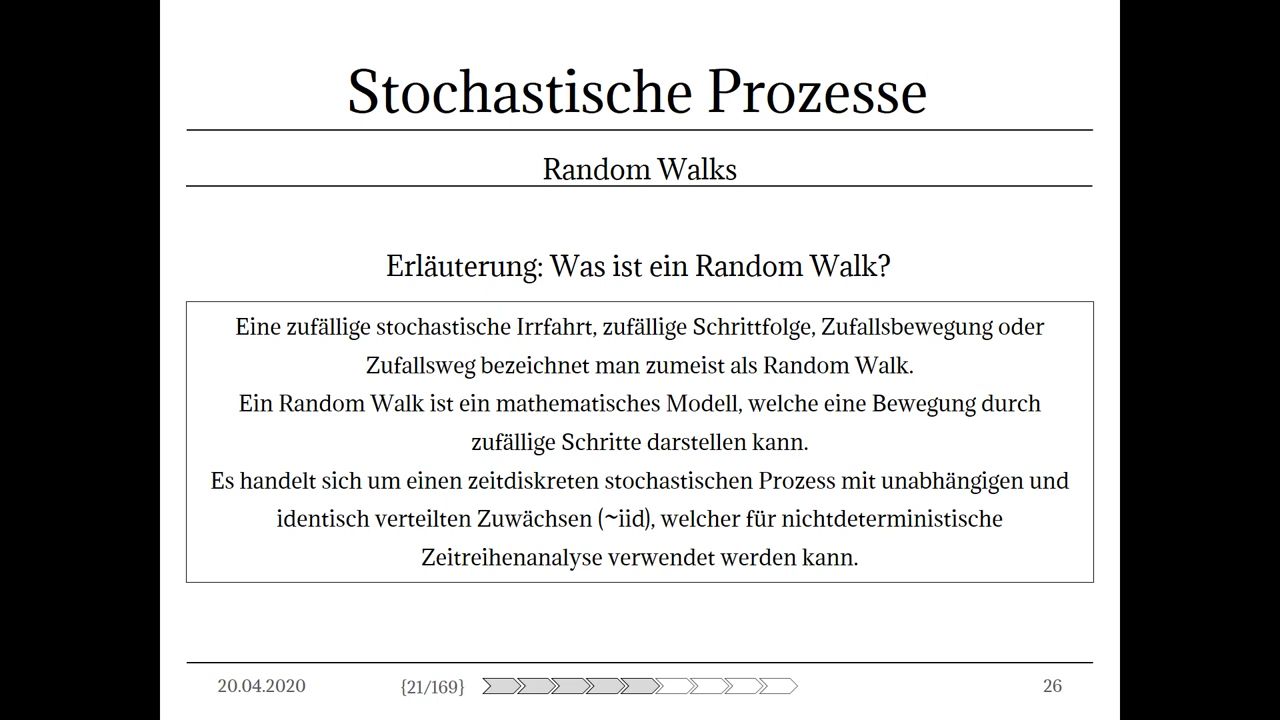 Stochastische Prozesse
Random Walks
Erläuterung: Was ist ein Random Walk?
Eine zufällige stochastische Irrfahrt, zufällige Schrittfolge, Zufallsbewegung oder
Zufallsweg bezeichnet man zumeist als Random Walk.
Ein Random Walk ist ein mathematisches Modell, welche eine Bewegung durch
zufällige Schritte darstellen kann.
Es handelt sich um einen zeitdiskreten stochastischen Prozess mit unabhängigen und
identisch verteilten Zuwächsen (~iid), welcher für nichtdeterministische
Zeitreihenanalyse verwendet werden kann.
20.04.2020 {21/169} 26